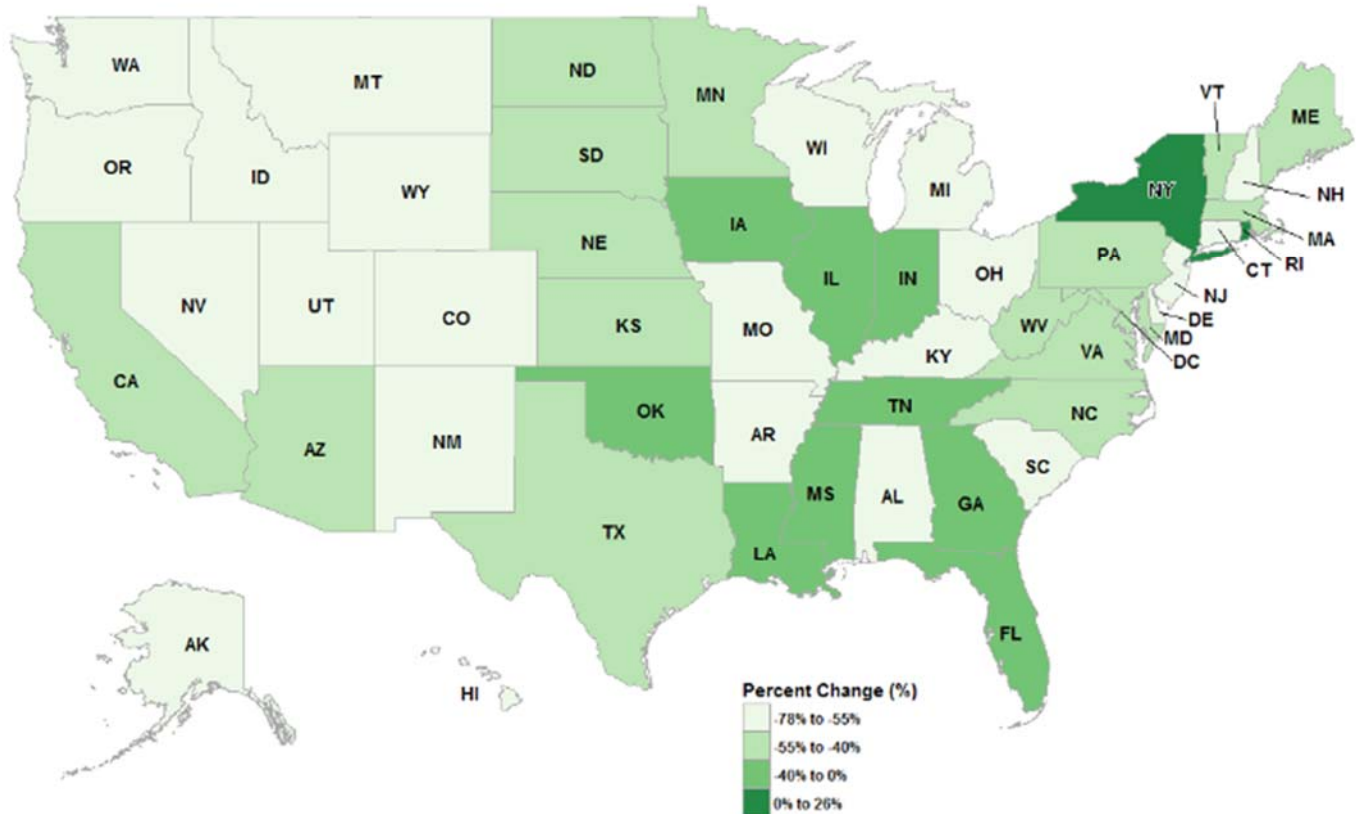 WA
MT
ND
MN
VT
ME
OR
ID
WY
SD
WI
MI
NY
NH
MA
RI
CT
NV
UT
CO
NE
IA
IL
IN
OH
PA
NJ
DE
MD
DC
CA
KS
MO
KY
WV
VA
AZ
NM
OK
AR
TN
NC
SC
TX
LA
MS
AL
GA
FL
AK
HI
Percent Change (%)
-78% to -55%
-55% to -40%
-40% to 0%
0% to 26%